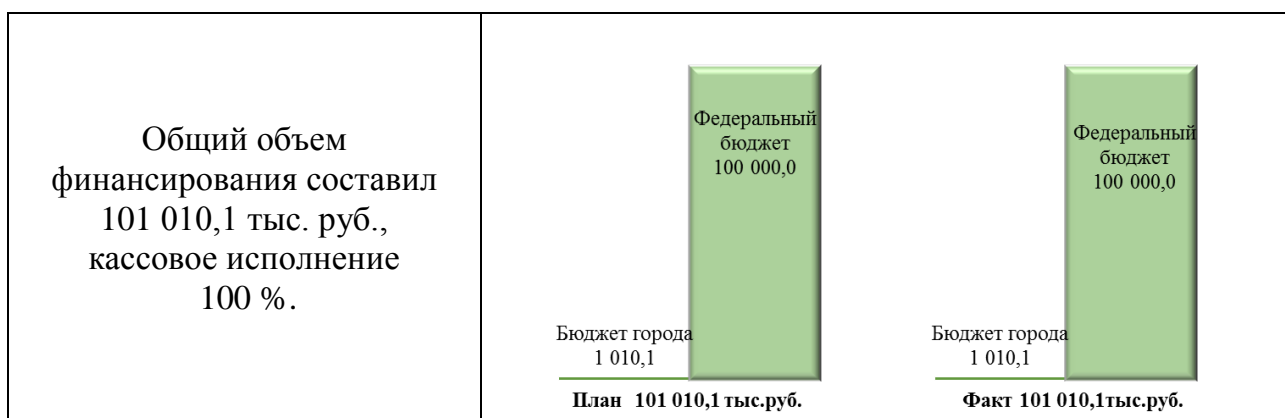 Общий объем
финансирования составил
101 010,1 тыс. руб.,
кассовое исполнение
100 %.
Федеральный
бюджет
100 000,0
Бюджет города
1 010,1
План 101 010,1 тыс.руб.
Федеральный
бюджет
100 000,0
Бюджет города
1 010,1
Факт 101 010,1тыс.руб.